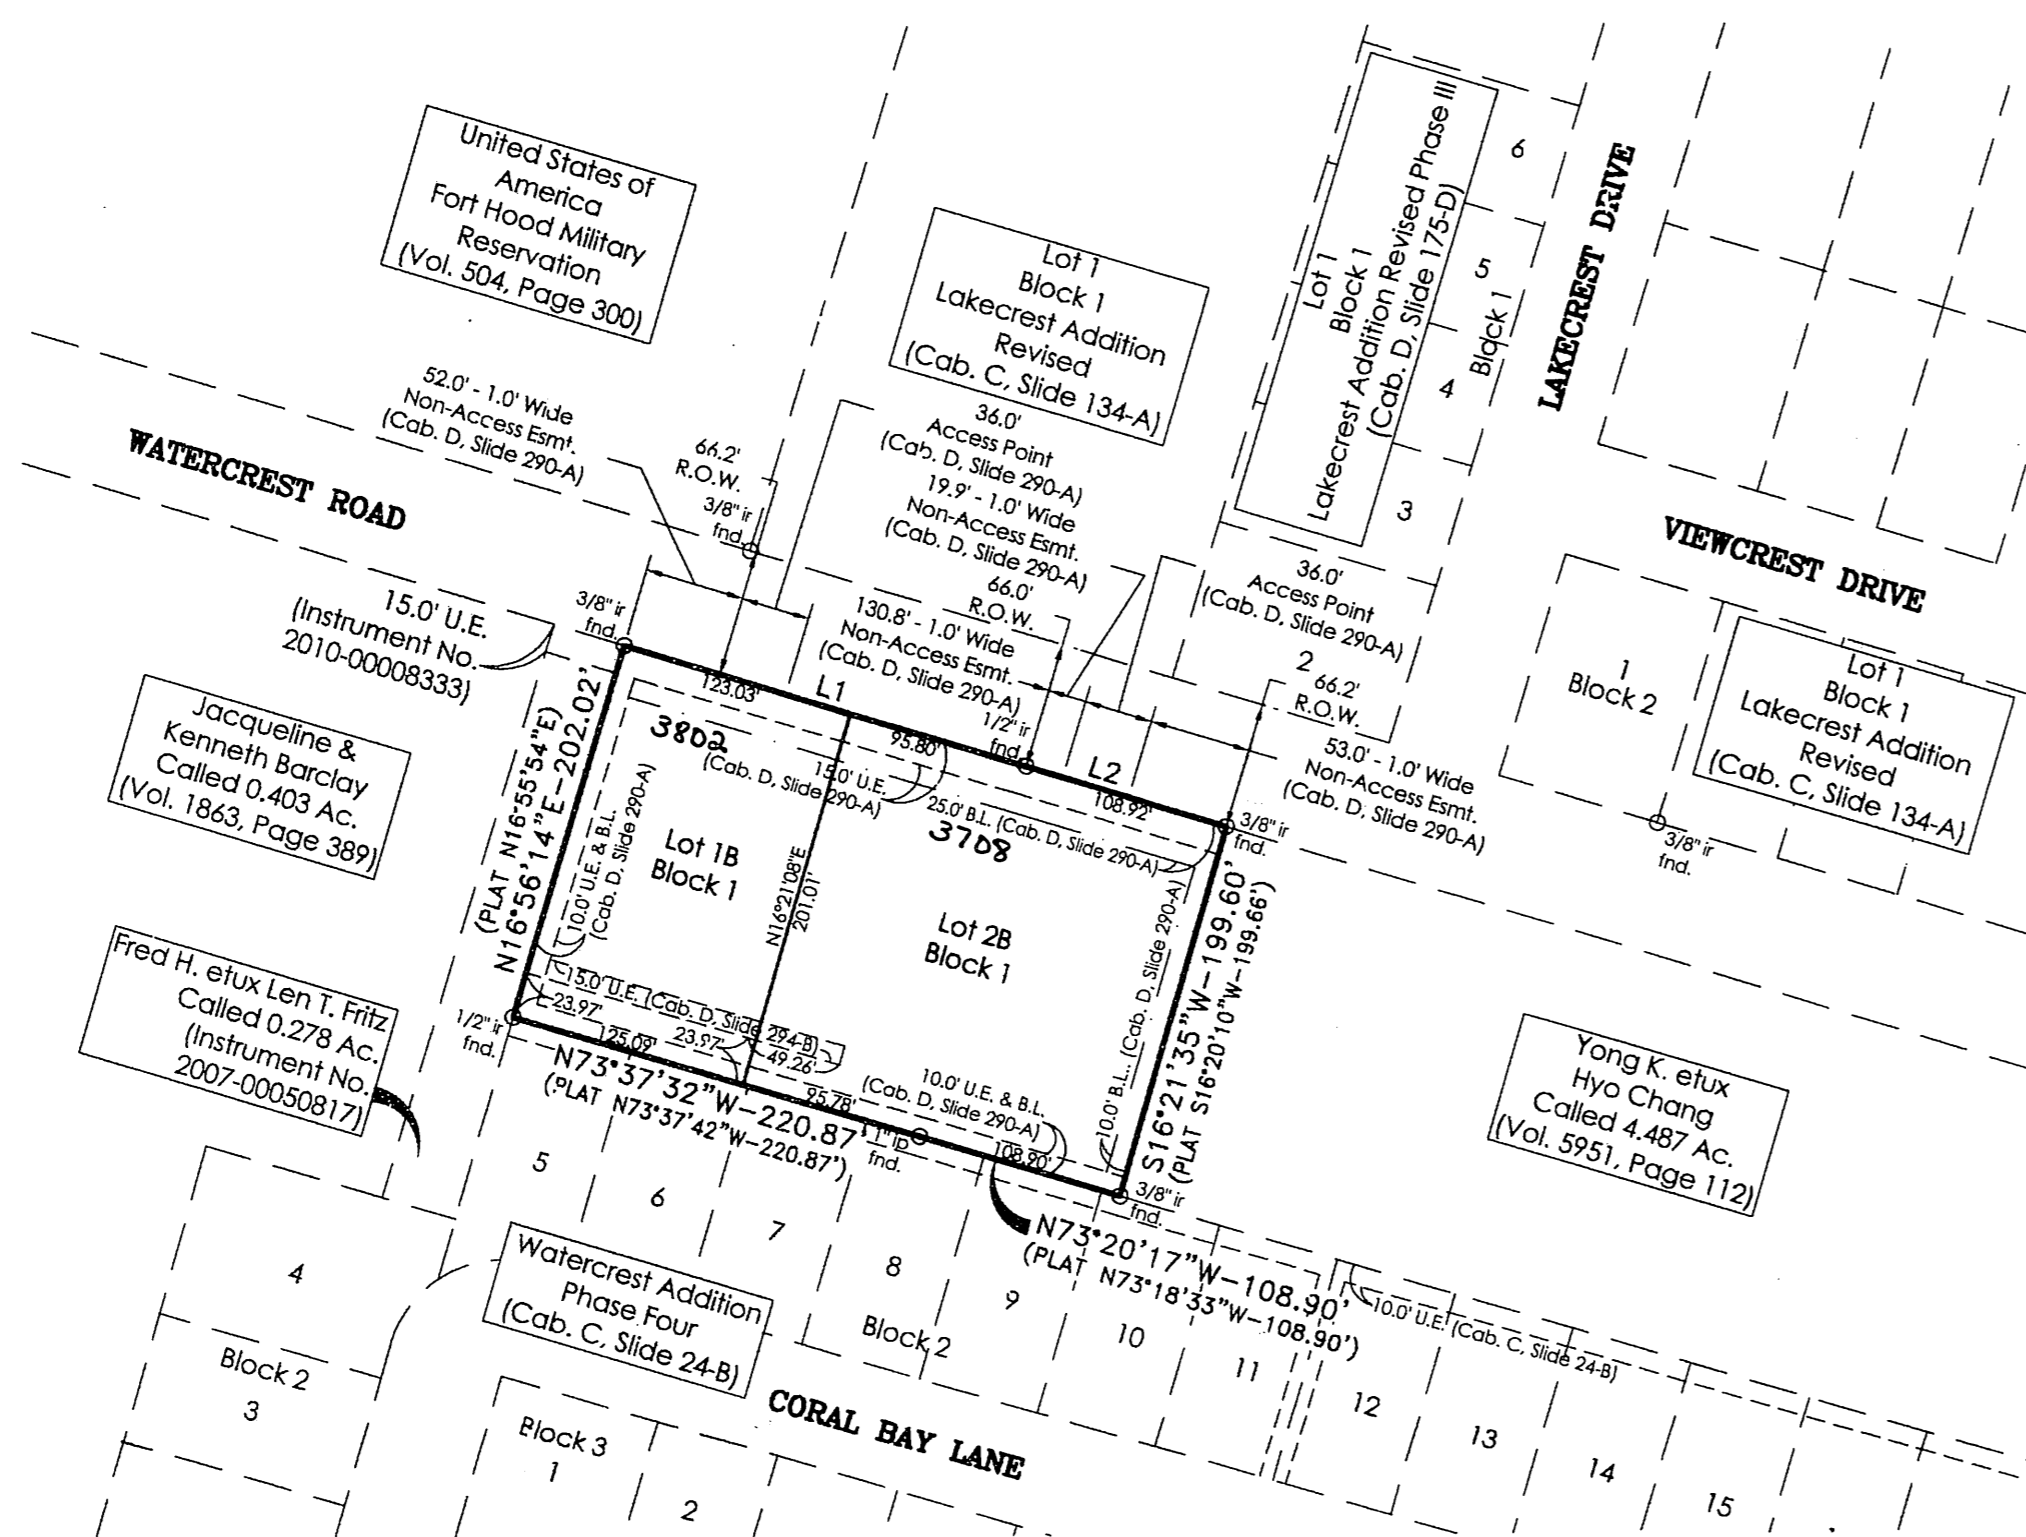 United States of
America
Fort Hood Military
Reservation
(Vol. 504, Page 300)
Lot 1
Block 1
Lakecrest Addition
Revised
(Cab. C, Slide 134-A)
Lot 1
Block 1
Lakecrest Addition Revised Phase III
(Cab. D, Slide 175-D)
6
5
Block 1
4
3
LAKECREST DRIVE
VIEWCREST DRIVE
WATERCREST ROAD
52.0' - 1.0' Wide
Non-Access Esmt.
(Cab. D, Slide 290-A)
66.2'
R.O.W.
3/8" ir
fnd.
36.0'
Access Point
(Cab. D, Slide 290-A)
19.9' - 1.0' Wide
Non-Access Esmt.
(Cab. D, Slide 290-A)
66.0'
R.O.W.
130.8' - 1.0' Wide
Non-Access Esmt.
(Cab. D, Slide 290-A)
36.0'
Access Point
(Cab. D, Slide 290-A)
2
66.2'
R.O.W.
53.0' - 1.0' Wide
Non-Access Esmt.
(Cab. D, Slide 290-A)
1
Block 2
Lot 1
Block 1
Lakecrest Addition
Revised
(Cab. C, Slide 134-A)
3/8" ir
fnd.
15.0' U.E.
(Instrument No.
2010-00008333)
3/8" ir
fnd.
Jacqueline &
Kenneth Barclay
Called 0.403 Ac.
(Vol. 1863, Page 389)
(PLAT N16°55'54"E)
N16°56'14"E-202.02'
123.03'
L1
3802
95.80'
1/2" ir
fnd.
L2
108.92'
3/8" ir
fnd.
15.0' U.E.
(Cab. D, Slide 290-A)
25.0' B.L. (Cab. D, Slide 290-A)
3708
10.0' U.E. & B.L.
(Cab. D, Slide 290-A)
Lot 1B
Block 1
N16°21'08"E
201.01'
Lot 2B
Block 1
10.0' B.L. (Cab. D, Slide 290-A)
S16°21'35"W-199.60'
(PLAT S16°20'10"W-199.66')
Fred H. etux Len T. Fritz
Called 0.278 Ac.
(Instrument No.
2007-00050817)
1/2" ir
fnd.
15.0' U.E. (Cab. D, Slide 294-B)
23.97'
125.09'
23.97'
49.26'
95.78'
N73°37'32"W-220.87'
(PLAT N73°37'42"W-220.87')
1" ip
fnd.
10.0' U.E. & B.L.
(Cab. D, Slide 290-A)
108.90'
3/8" ir
fnd.
N73°20'17"W-108.90'
(PLAT N73°18'33"W-108.90')
Yong K. etux
Hyo Chang
Called 4.487 Ac.
(Vol. 5951, Page 112)
10.0' U.E. (Cab. C, Slide 24-B)
4
Block 2
3
Watercrest Addition
Phase Four
(Cab. C, Slide 24-B)
5
6
7
8
Block 2
9
10
11
12
13
14
15
Block 3
1
2
CORAL BAY LANE